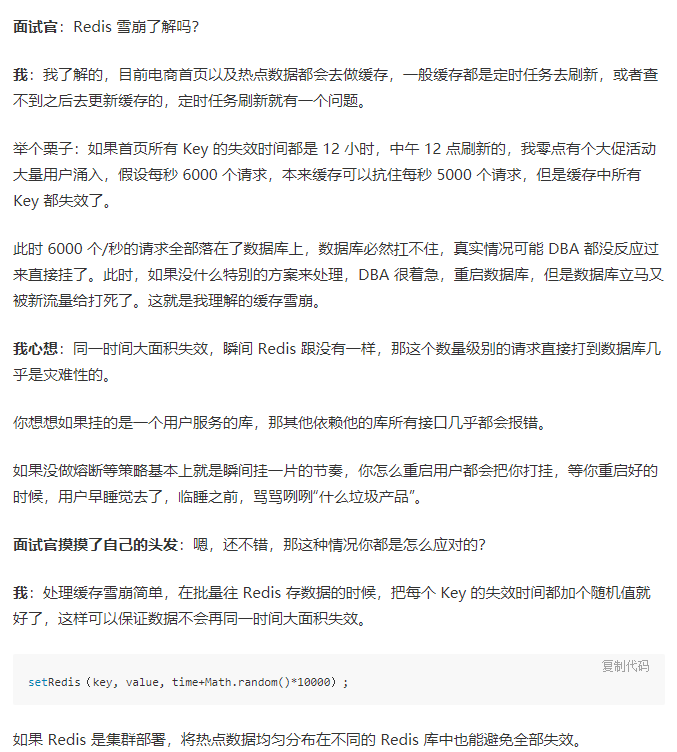 面试官：Redis 雪崩了解吗？
我：我了解的，目前电商首页以及热点数据都会去做缓存，一般缓存都是定时任务去刷新，或者查
不到之后去更新缓存的，定时任务刷新就有一个问题。
举个栗子：如果首页所有 Key 的失效时间都是 12 小时，中午 12 点刷新的，我零点有个大促活动
大量用户涌入，假设每秒 6000 个请求，本来缓存可以抗住每秒 5000 个请求，但是缓存中所有
Key 都失效了。
此时 6000 个/秒的请求全部落在了数据库上，数据库必然扛不住，真实情况可能 DBA 都没反应过
来直接挂了。此时，如果没什么特别的方案来处理，DBA 很着急，重启数据库，但是数据库立马又
被新流量给打死了。这就是我理解的缓存雪崩。
我心想：同一时间大面积失效，瞬间 Redis 跟没有一样，那这个数量级别的请求直接打到数据库几
乎是灾难性的。
你想想如果挂的是一个用户服务的库，那其他依赖他的库所有接口几乎都会报错。
如果没做熔断等策略基本上就是瞬间挂一片的节奏，你怎么重启用户都会把你打挂，等你重启好的
时候，用户早睡觉去了，临睡之前，骂骂咧咧“什么垃圾产品”。
面试官摸摸了自己的头发：嗯，还不错，那这种情况你都是怎么应对的？
我：处理缓存雪崩简单，在批量往 Redis 存数据的时候，把每个 Key 的失效时间都加个随机值就
好了，这样可以保证数据不会再同一时间大面积失效。
复制代码
setRedis（key, value, time+Math.random()*10000）;
如果 Redis 是集群部署，将热点数据均匀分布在不同的 Redis 库中也能避免全部失效。